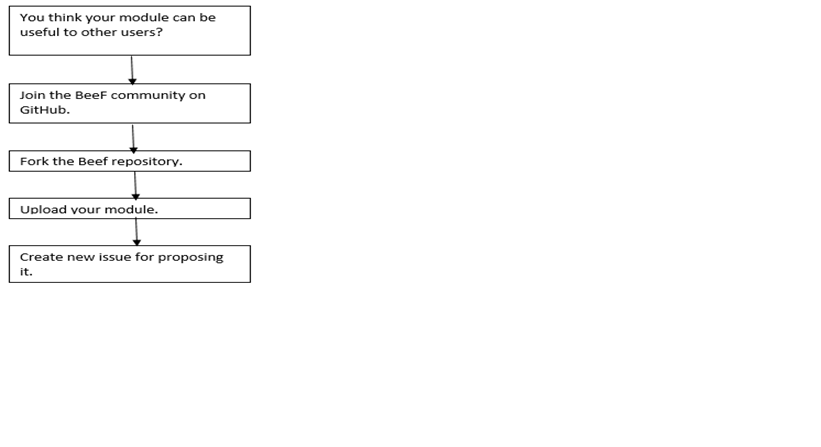 You think your module can be
useful to other users?
Join the BeeF community on
GitHub.
Fork the Beef repository.
Upload your module.
Create new issue for proposing
it.